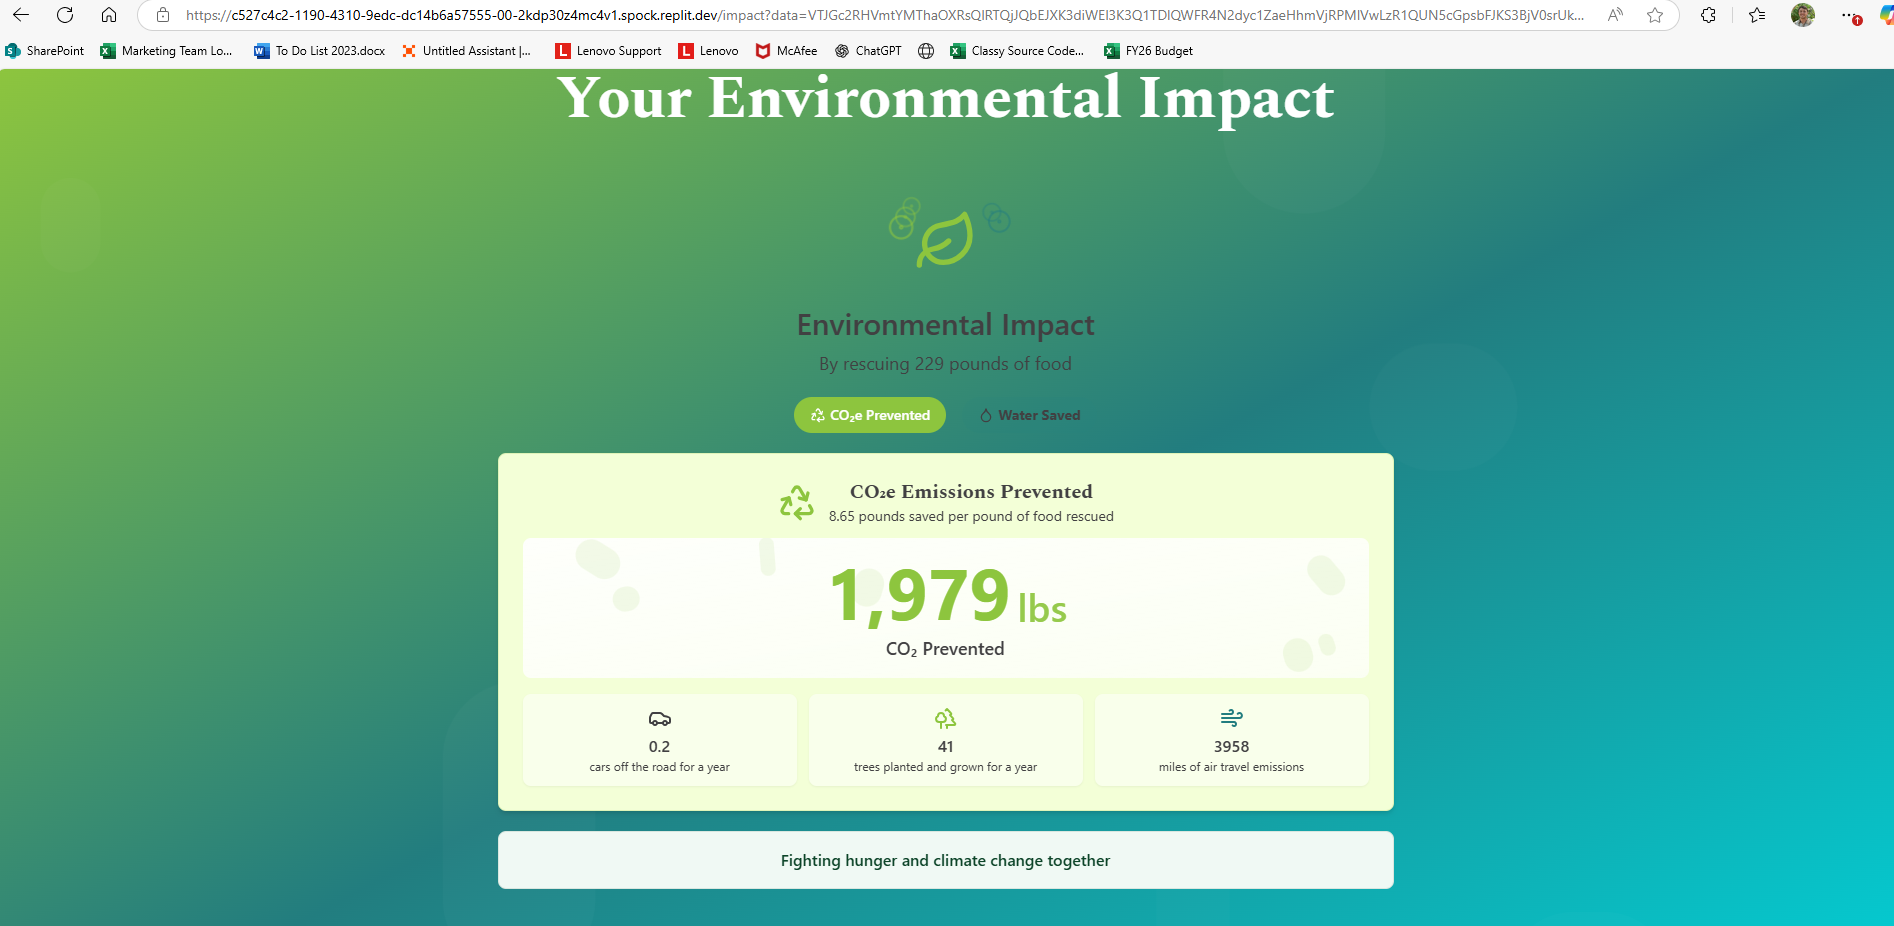 https://c527c4c2-1190-4310-9edc-dc14b6a57555-00-2kdp30z4mc4v1.spock.replit.dev/impact?data=
SharePoint Marketing Team Lo... To Do List 2023.docx Untitled Assistant |... Lenovo Support Lenovo McAfee ChatGPT Classy Source Code... FY26 Budget
Your Environmental Impact
Environmental Impact
By rescuing 229 pounds of food
CO₂e Prevented Water Saved
CO₂e Emissions Prevented
8.65 pounds saved per pound of food rescued
1,979 lbs
CO₂ Prevented
0.2 41 3958
cars off the road for a year trees planted and grown for a year miles of air travel emissions
Fighting hunger and climate change together